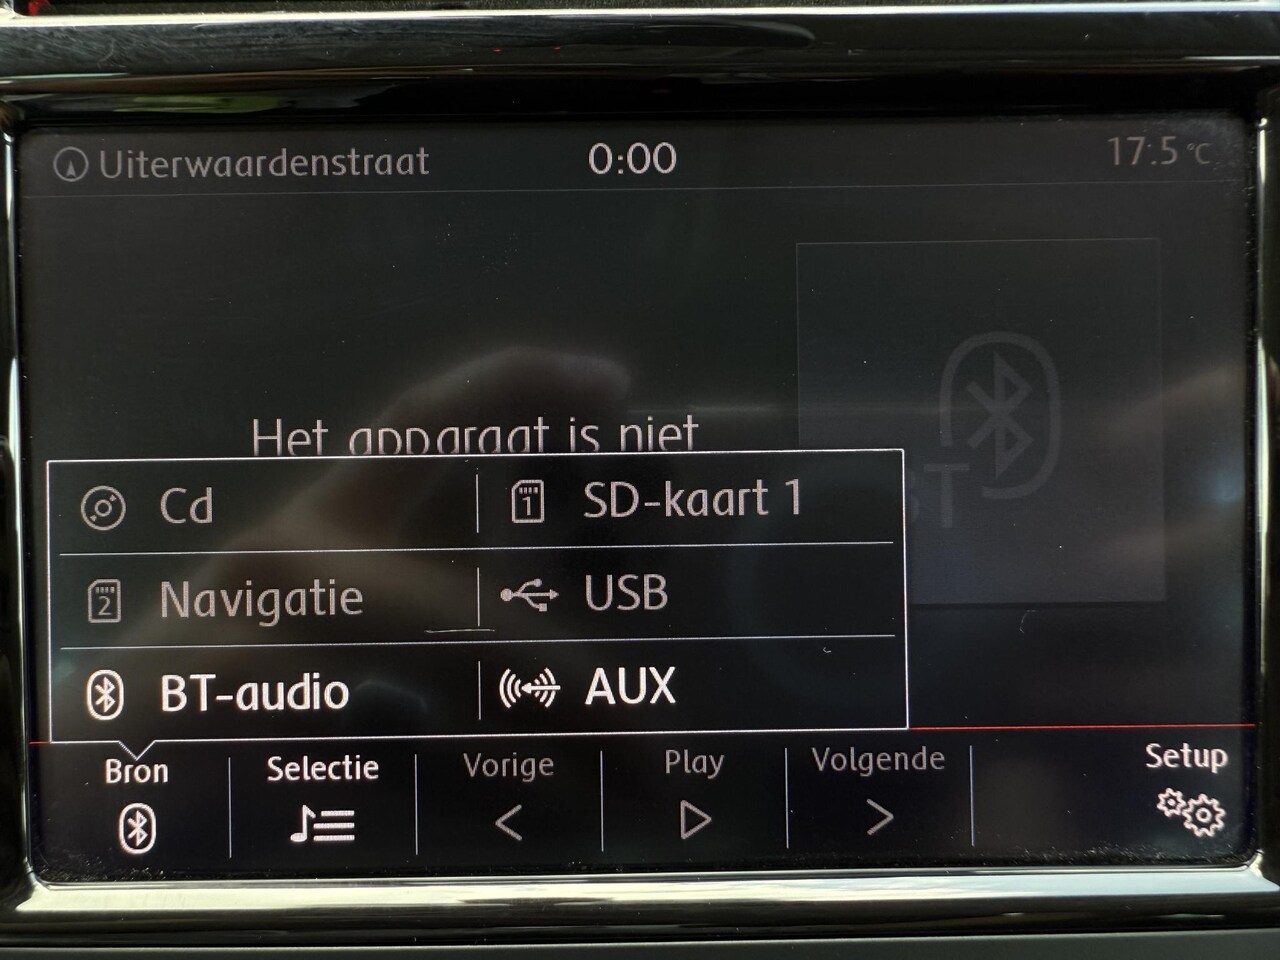 Uiterwaardenstraat 0:00 17.5 °C
Het apparaat is niet
BT
Cd SD-kaart 1
Navigatie USB
BT-audio AUX
Bron Selectie Vorige Play Volgende Setup